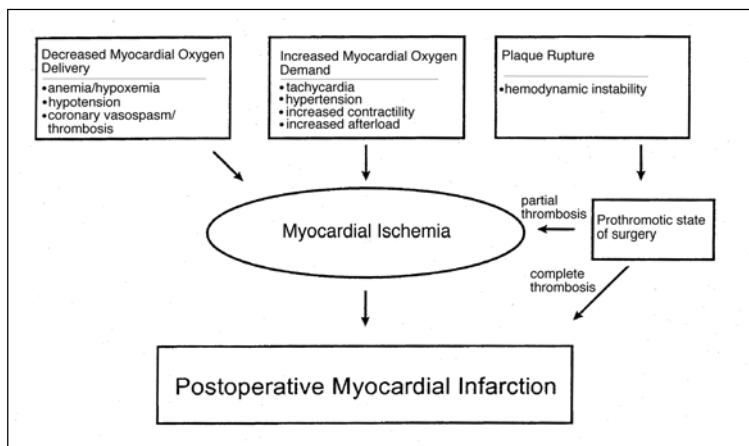 Decreased Myocardial Oxygen
Delivery
•anemia/hypoxemia
•hypotension
•coronary vasospasm/
thrombosis
Increased Myocardial Oxygen
Demand
•tachycardia
•hypertension
•increased contractility
•increased afterload
Plaque Rupture
•hemodynamic instability
Myocardial Ischemia
partial
thrombosis
Prothromotic state
of surgery
complete
thrombosis
Postoperative Myocardial Infarction